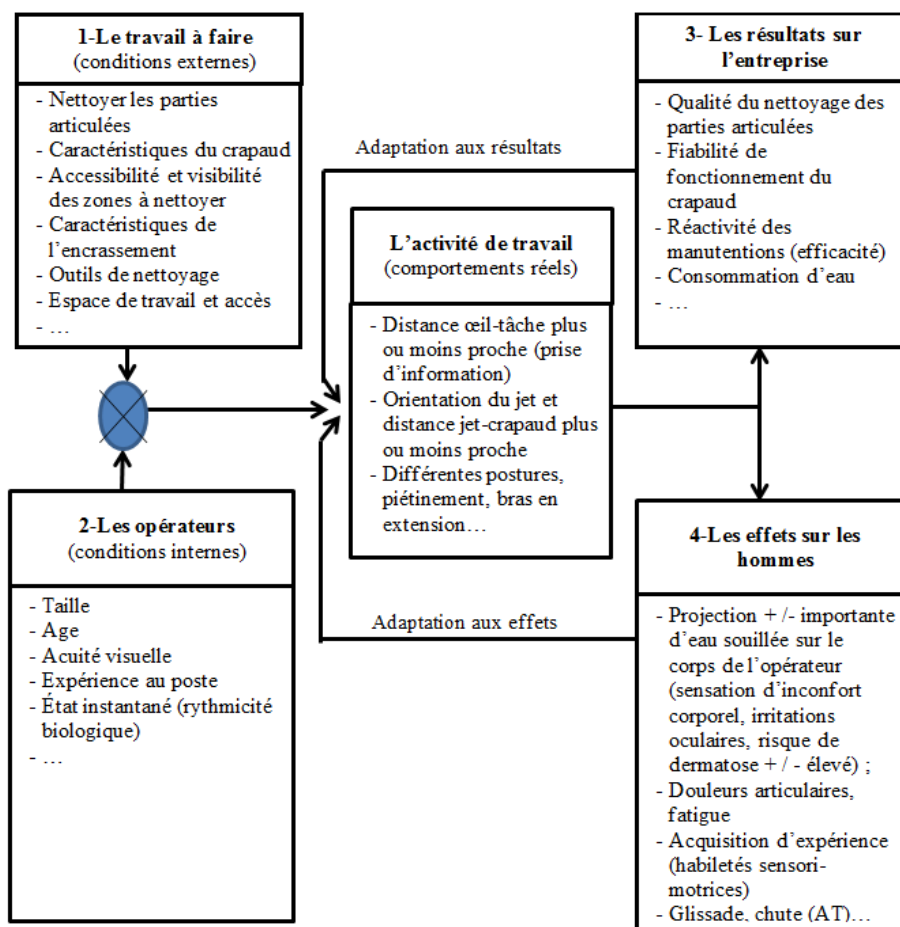 1-Le travail à faire
(conditions externes)
- Nettoyer les parties
articulées
- Caractéristiques du crapaud
- Accessibilité et visibilité
des zones à nettoyer
- Caractéristiques de
l’encrassement
- Outils de nettoyage
- Espace de travail et accès
- …
2-Les opérateurs
(conditions internes)
- Taille
- Age
- Acuité visuelle
- Expérience au poste
- État instantané (rythmicité
biologique)
- …
Adaptation aux résultats
L’activité de travail
(comportements réels)
- Distance œil-tâche plus
ou moins proche (prise
d’information)
- Orientation du jet et
distance jet-crapaud plus
ou moins proche
- Différentes postures,
piétinement, bras en
extension…
Adaptation aux effets
3- Les résultats sur
l’entreprise
- Qualité du nettoyage des
parties articulées
- Fiabilité de
fonctionnement du
crapaud
- Réactivité des
manutentions (efficacité)
- Consommation d’eau
- …
4-Les effets sur les
hommes
- Projection + /- importante
d’eau souillée sur le
corps de l’opérateur
(sensation d’inconfort
corporel, irritations
oculaires, risque de
dermatose + / - élevé) ;
- Douleurs articulaires,
fatigue
- Acquisition d’expérience
(habiletés sensori-
motrices)
- Glissade, chute (AT)…